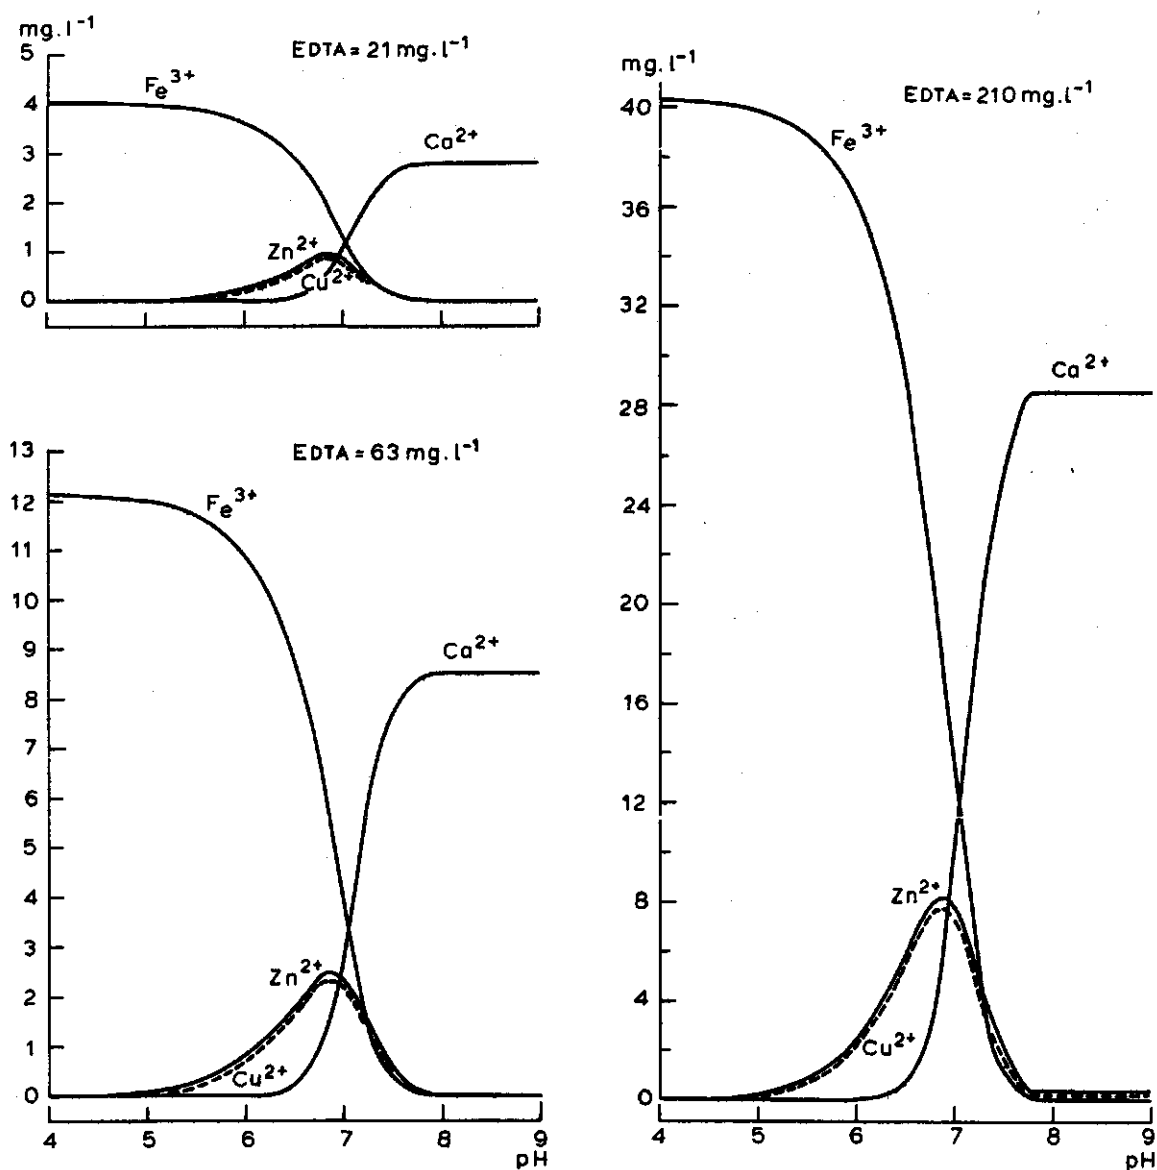 mg.l⁻¹
EDTA = 21 mg.l⁻¹
5
4
3
2
1
0
Fe³⁺
Ca²⁺
Zn²⁺
Cu²⁺
EDTA = 63 mg.l⁻¹
13
12
11
10
9
8
7
6
5
4
3
2
1
0
Fe³⁺
Ca²⁺
Zn²⁺
Cu²⁺
4 5 6 7 8 9
pH
mg.l⁻¹
EDTA = 210 mg.l⁻¹
40
36
32
28
24
20
16
12
8
4
0
Fe³⁺
Ca²⁺
Zn²⁺
Cu²⁺
4 5 6 7 8 9
pH